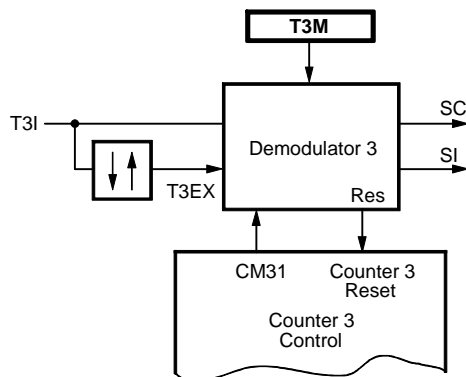 T3M
T3I
SC
Demodulator 3
SI
T3EX
Res
CM31
Counter 3
Reset
Counter 3
Control